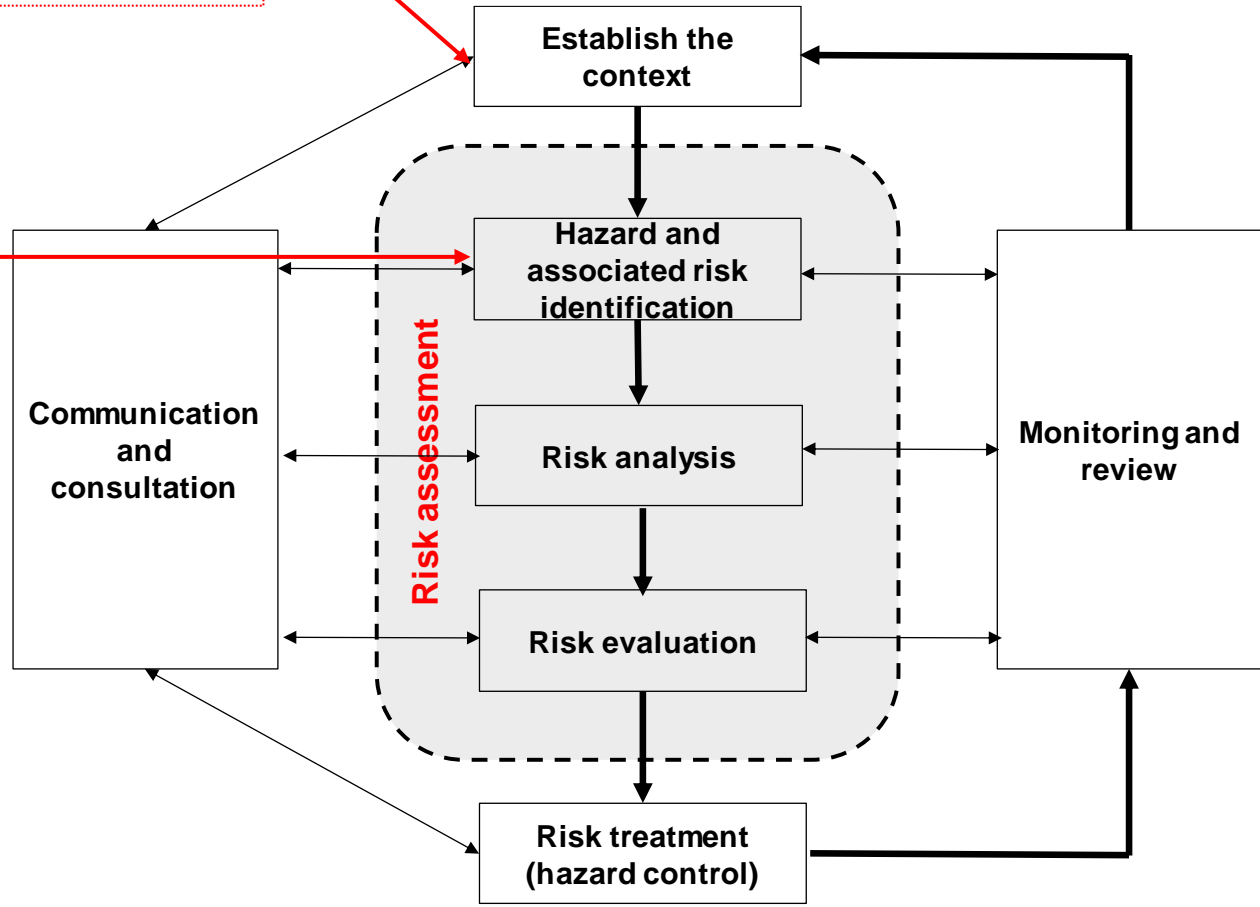 Establish the
context
Hazard and
associated risk
identification
Risk assessment
Communication
and
consultation
Risk analysis
Monitoring and
review
Risk evaluation
Risk treatment
(hazard control)